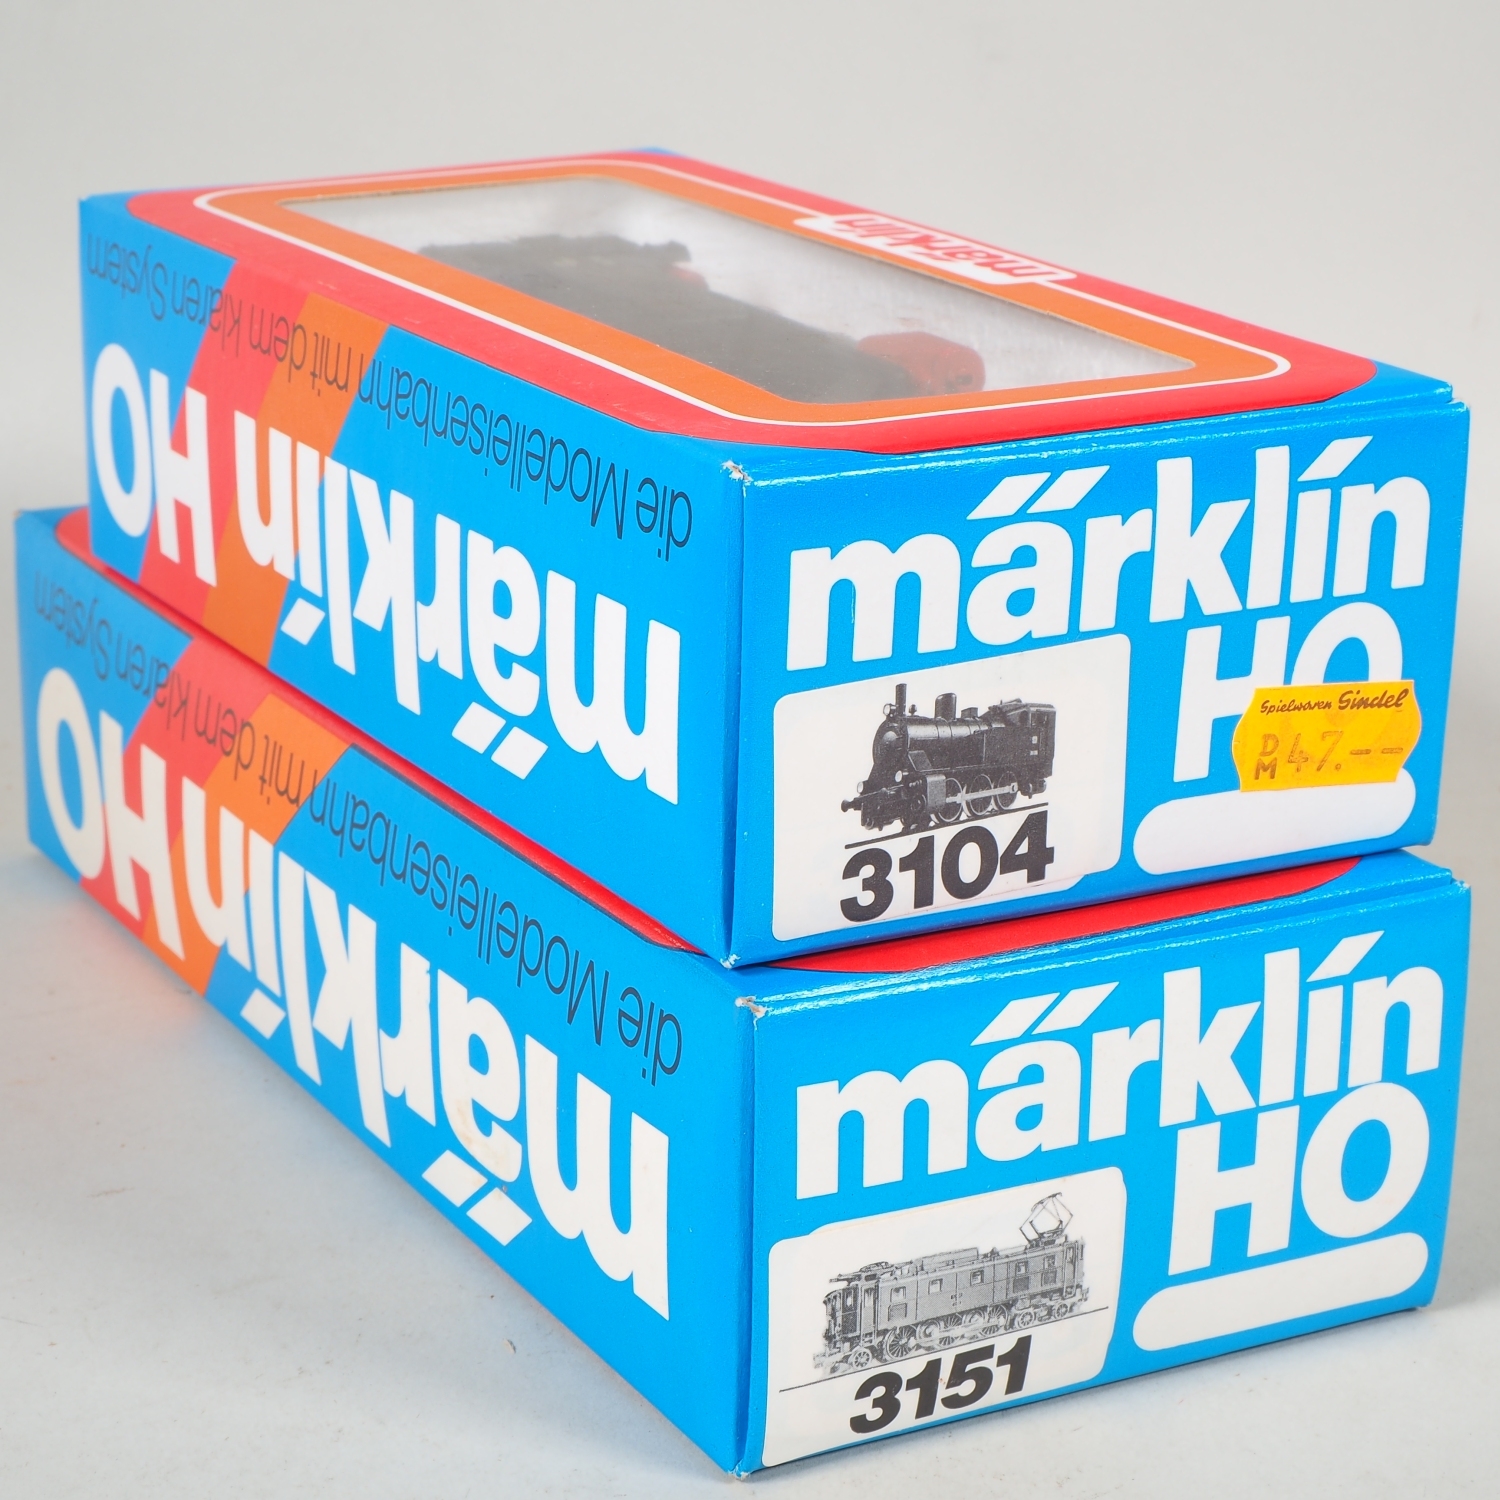 märklin
die Modelleisenbahn mit dem klaren System
märklin HO
märklin
HO
Spielwaren Sindel
DM 47.--
3104
die Modelleisenbahn mit dem klaren System
märklin HO
märklin
HO
3151